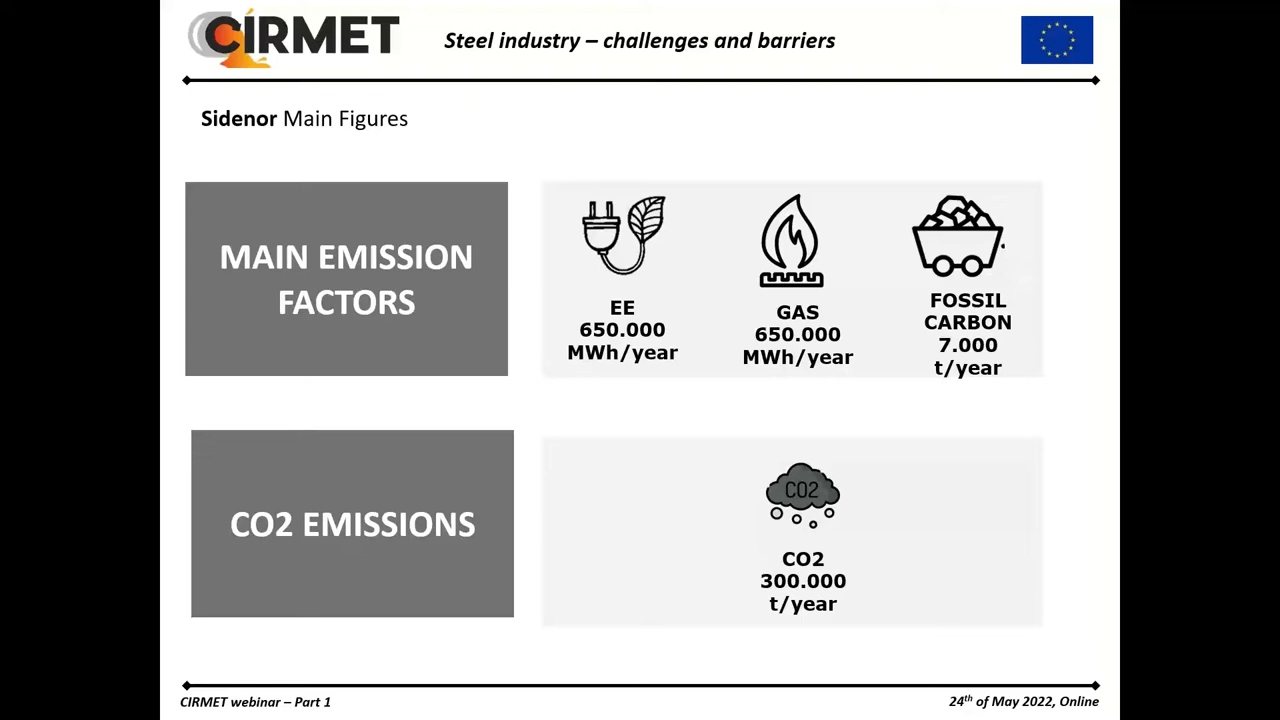 CIRMET
Steel industry – challenges and barriers
Sidenor Main Figures
MAIN EMISSION
FACTORS
EE
650.000
MWh/year
GAS
650.000
MWh/year
FOSSIL
CARBON
7.000
t/year
CO2 EMISSIONS
CO2
CO2
300.000
t/year
CIRMET webinar – Part 1
24th of May 2022, Online